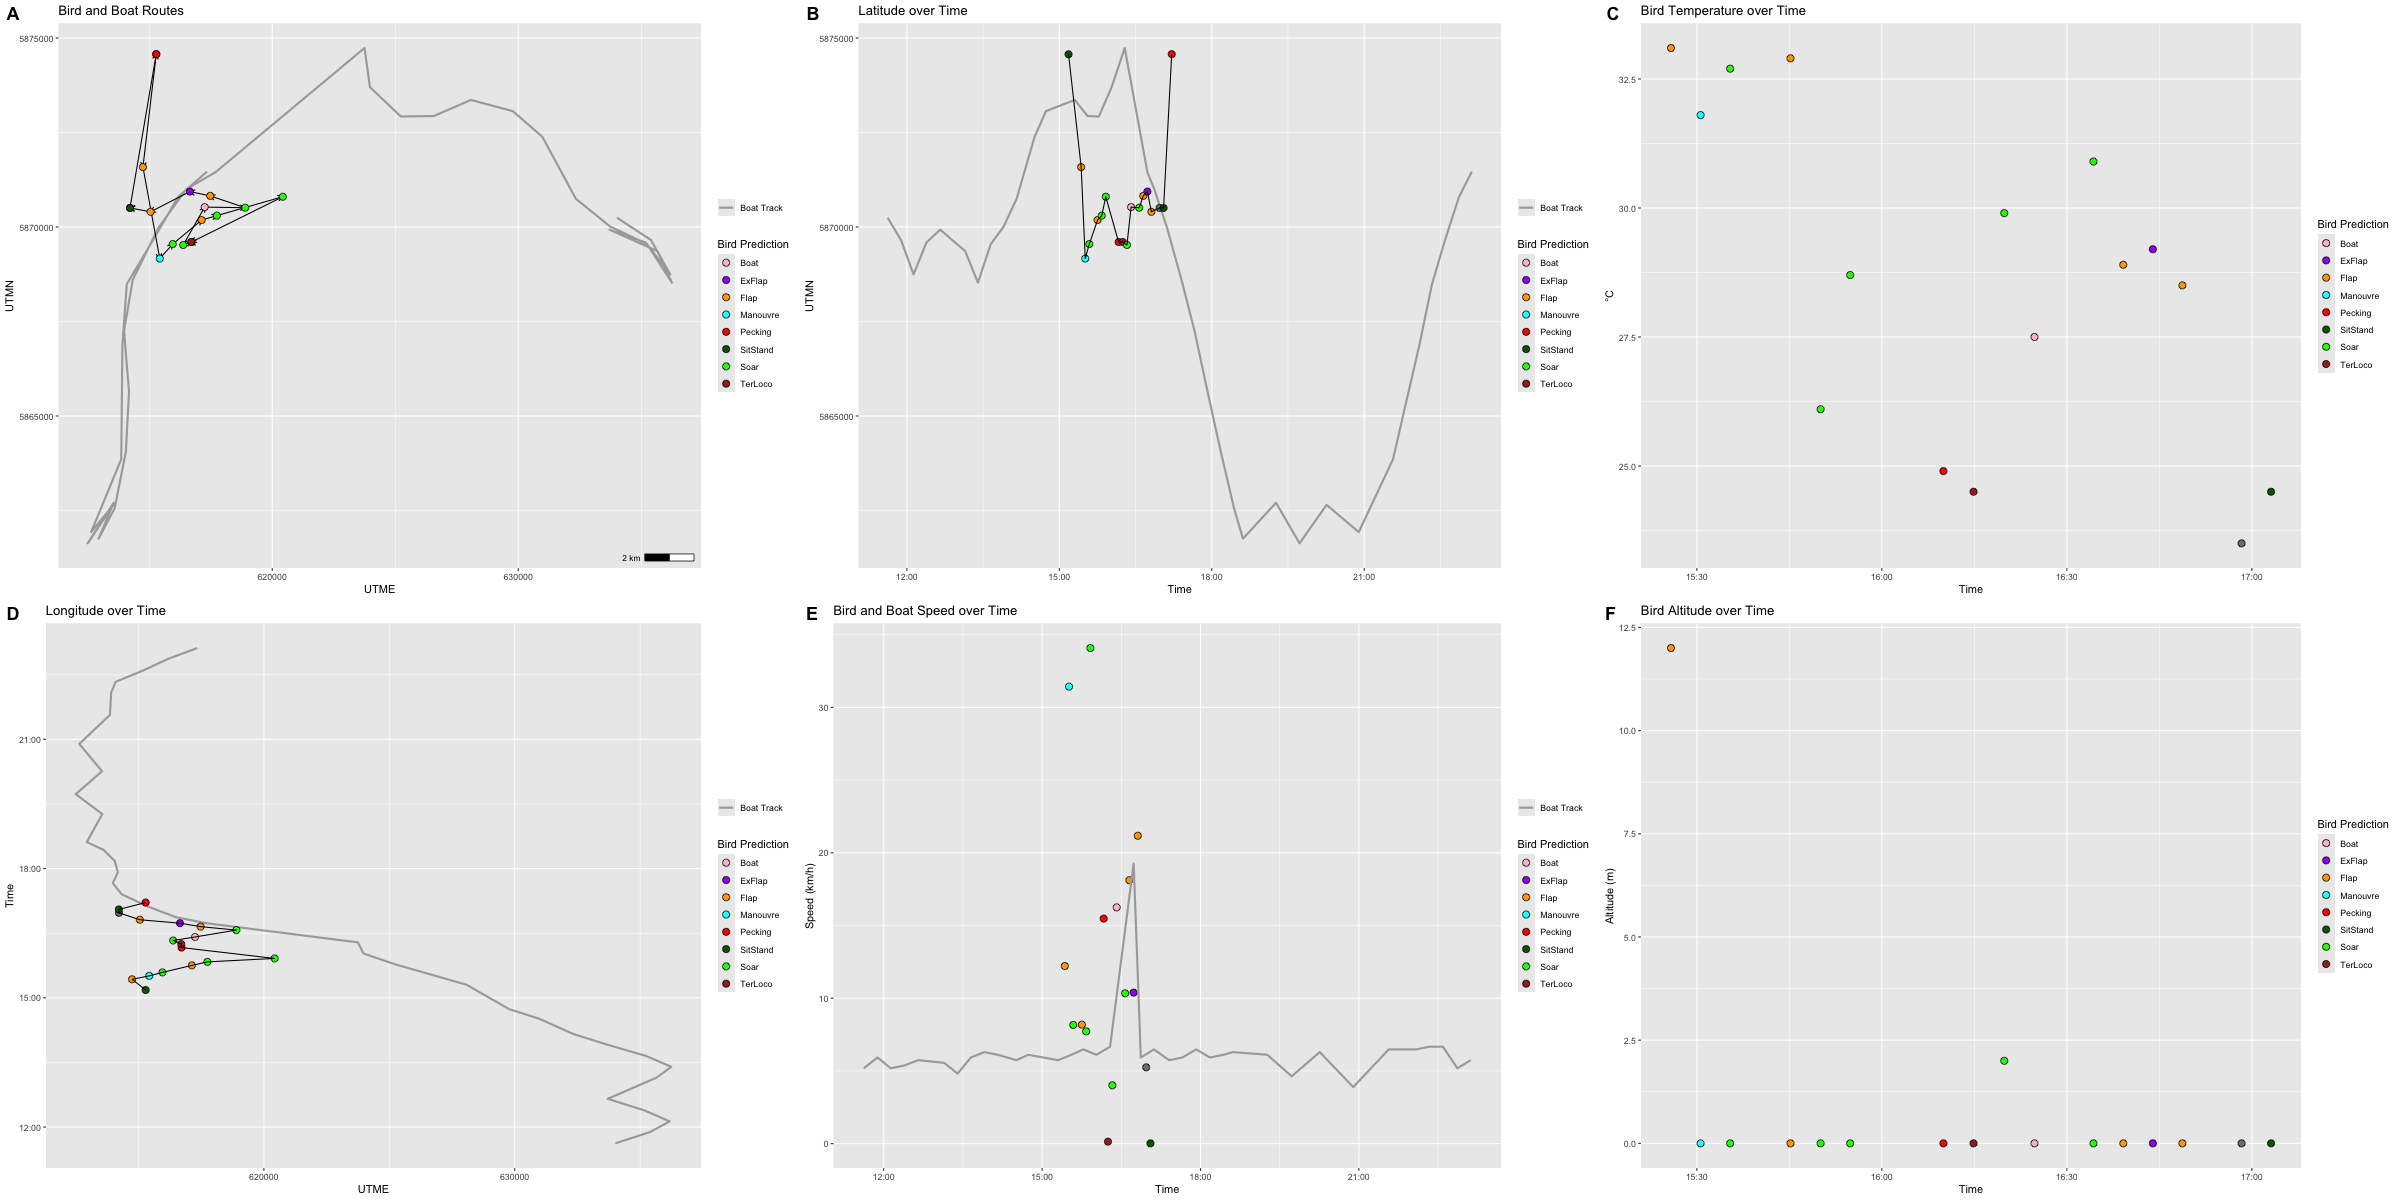 A Bird and Boat Routes
5875000
5870000
5865000
UTMN
620000
630000
UTME
2 km
Boat Track
Bird Prediction
Boat
ExFlap
Flap
Manouvre
Pecking
SitStand
Soar
TerLoco
B Latitude over Time
5875000
5870000
5865000
UTMN
12:00
15:00
18:00
21:00
Time
Boat Track
Bird Prediction
Boat
ExFlap
Flap
Manouvre
Pecking
SitStand
Soar
TerLoco
C Bird Temperature over Time
32.5
30.0
27.5
25.0
°C
15:30
16:00
16:30
17:00
Time
Bird Prediction
Boat
ExFlap
Flap
Manouvre
Pecking
SitStand
Soar
TerLoco
D Longitude over Time
21:00
18:00
15:00
12:00
Time
620000
630000
UTME
Boat Track
Bird Prediction
Boat
ExFlap
Flap
Manouvre
Pecking
SitStand
Soar
TerLoco
E Bird and Boat Speed over Time
30
20
10
0
Speed (km/h)
12:00
15:00
18:00
21:00
Time
Boat Track
Bird Prediction
Boat
ExFlap
Flap
Manouvre
Pecking
SitStand
Soar
TerLoco
F Bird Altitude over Time
12.5
10.0
7.5
5.0
2.5
0.0
Altitude (m)
15:30
16:00
16:30
17:00
Time
Bird Prediction
Boat
ExFlap
Flap
Manouvre
Pecking
SitStand
Soar
TerLoco